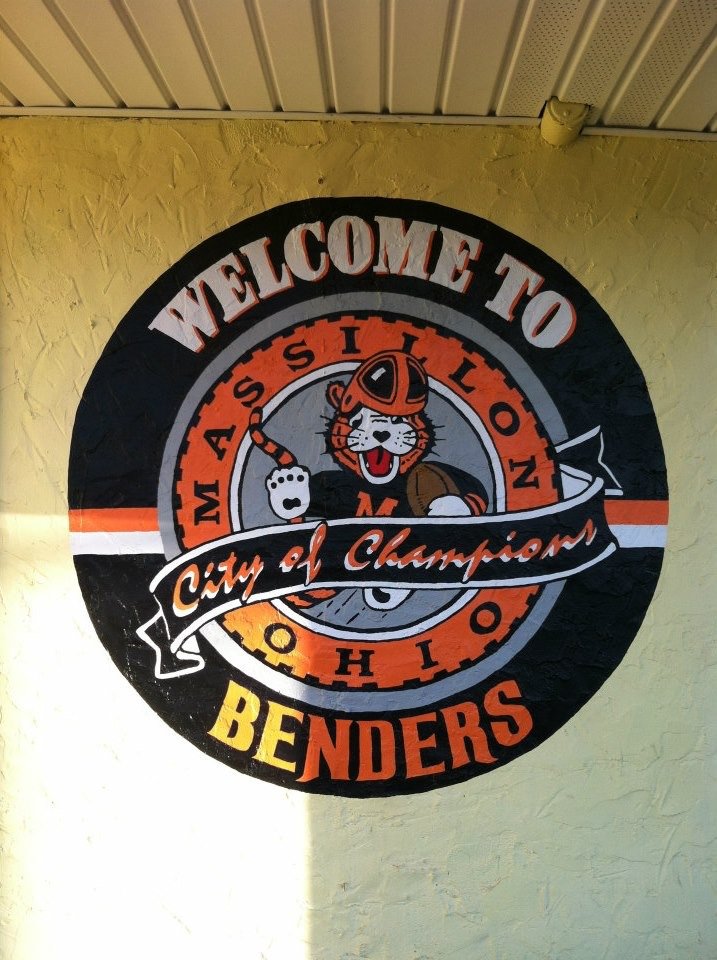 WELCOME TO
MASSILLON
M
City of Champions
OHIO
BENDERS